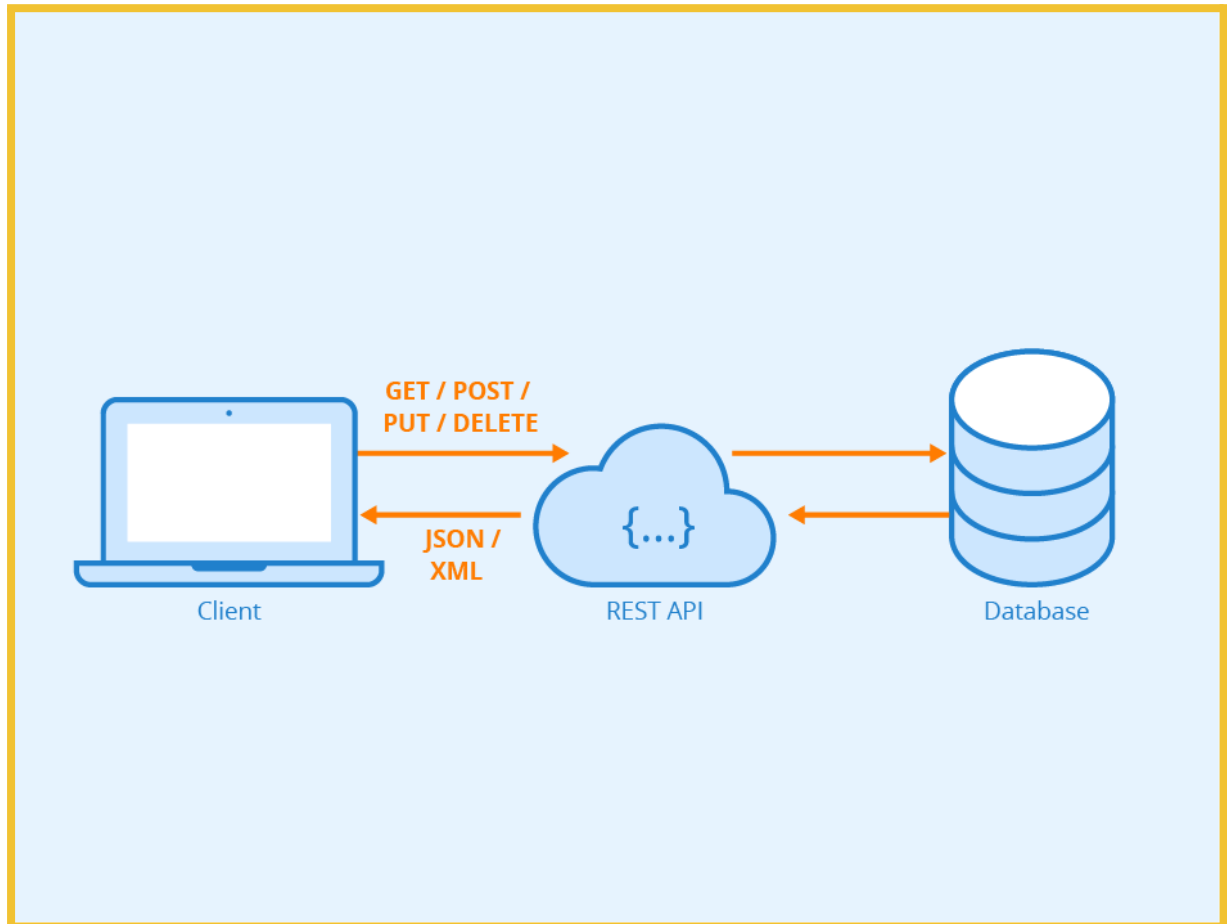 GET / POST /
PUT / DELETE
JSON /
XML
{...}
Client
REST API
Database